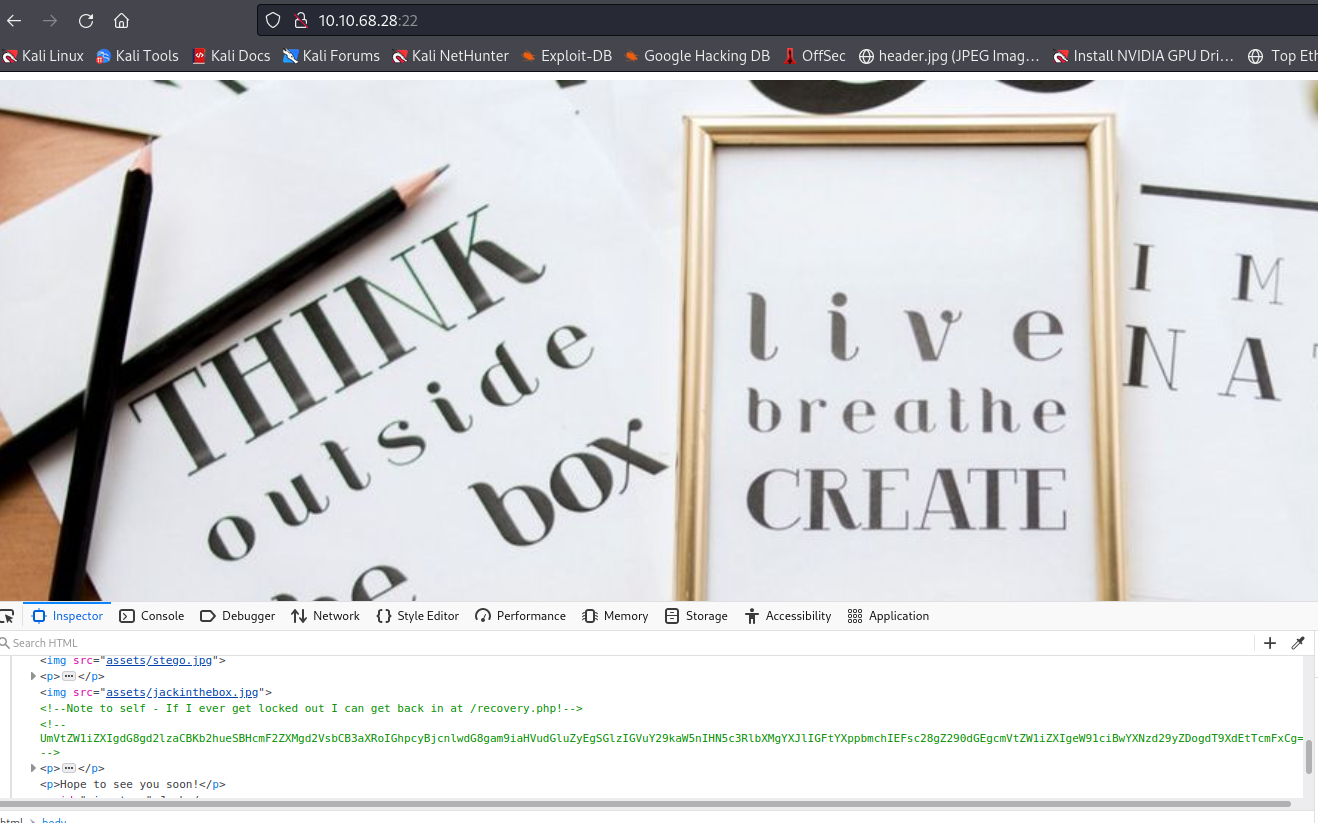 10.10.68.28:22
Kali Linux Kali Tools Kali Docs Kali Forums Kali NetHunter Exploit-DB Google Hacking DB OffSec header.jpg (JPEG Imag… Install NVIDIA GPU Dri… Top Eth
THINK
outside
box
live
breathe
CREATE
I M
N A
Inspector Console Debugger Network Style Editor Performance Memory Storage Accessibility Application
Search HTML
<img src="assets/stego.jpg">
<p></p>
<img src="assets/jackinthebox.jpg">
<!--Note to self - If I ever get locked out I can get back in at /recovery.php!-->
<!--
UmVtZW1iZXIgdG8gd2lzaCBKb2hueSBHcmF2ZXMgd2VsbCB3aXRoIGhpcyBjcnlwdG8gam9iaHVudGluZyEgSGlzIGVuY29kaW5nIHN5c3RlbXMgYXJlIGFtYXppbmchIEFsc28gZ290dGEgcmVtZW1iZXIgeW91ciBwYXNzd29yZDogdT9XdEtTcmFxCg=
-->
<p></p>
<p>Hope to see you soon!</p>
html > body